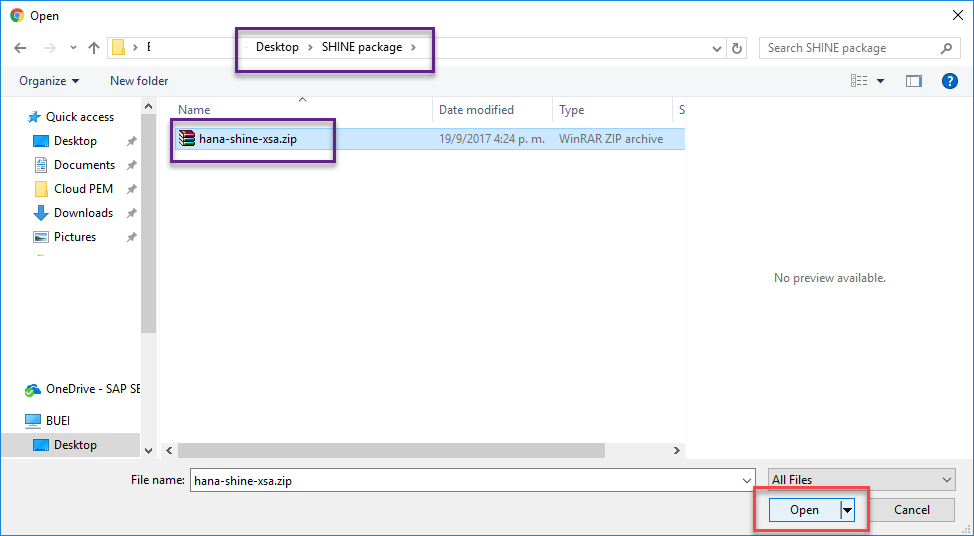 Open
E
Desktop > SHINE package >
Search SHINE package
Organize
New folder
Quick access
Desktop
Documents
Cloud PEM
Downloads
Pictures
OneDrive - SAP SE
BUEI
Desktop
Name
Date modified
Type
S
hana-shine-xsa.zip
19/9/2017 4:24 p. m.
WinRAR ZIP archive
No preview available.
File name:
hana-shine-xsa.zip
All Files
Open
Cancel